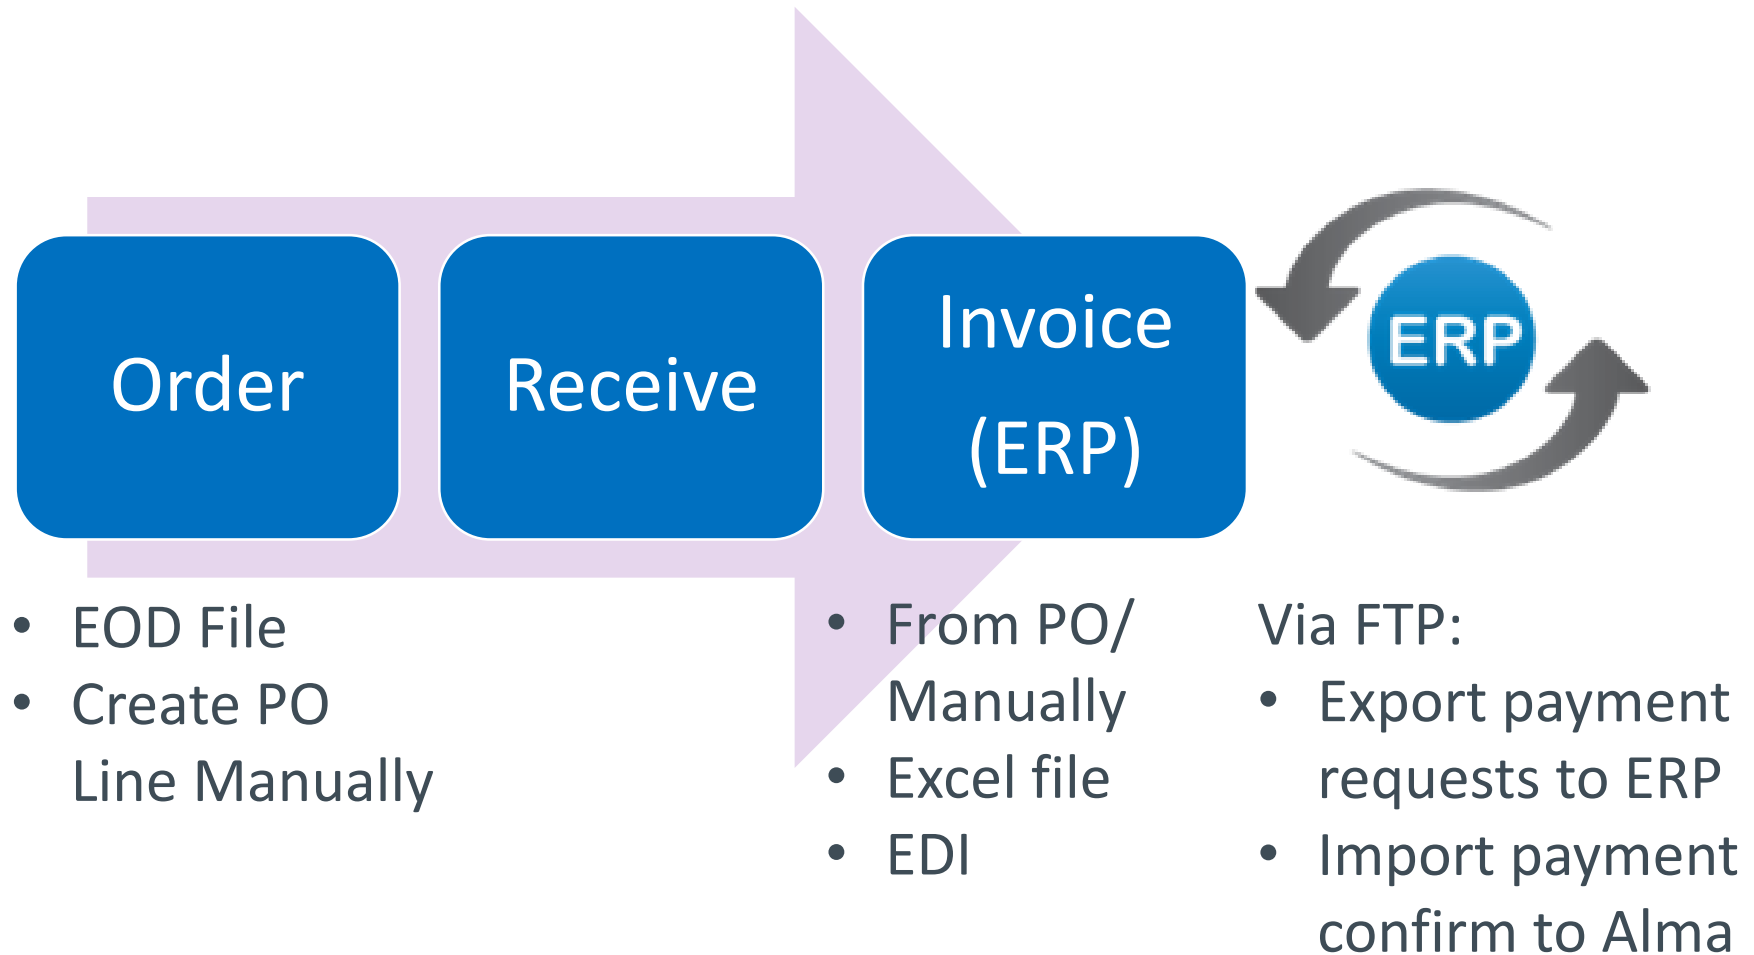 Order
Receive
Invoice
(ERP)
ERP
• EOD File
• Create PO
Line Manually
• From PO/
Manually
• Excel file
• EDI
Via FTP:
• Export payment
requests to ERP
• Import payment
confirm to Alma